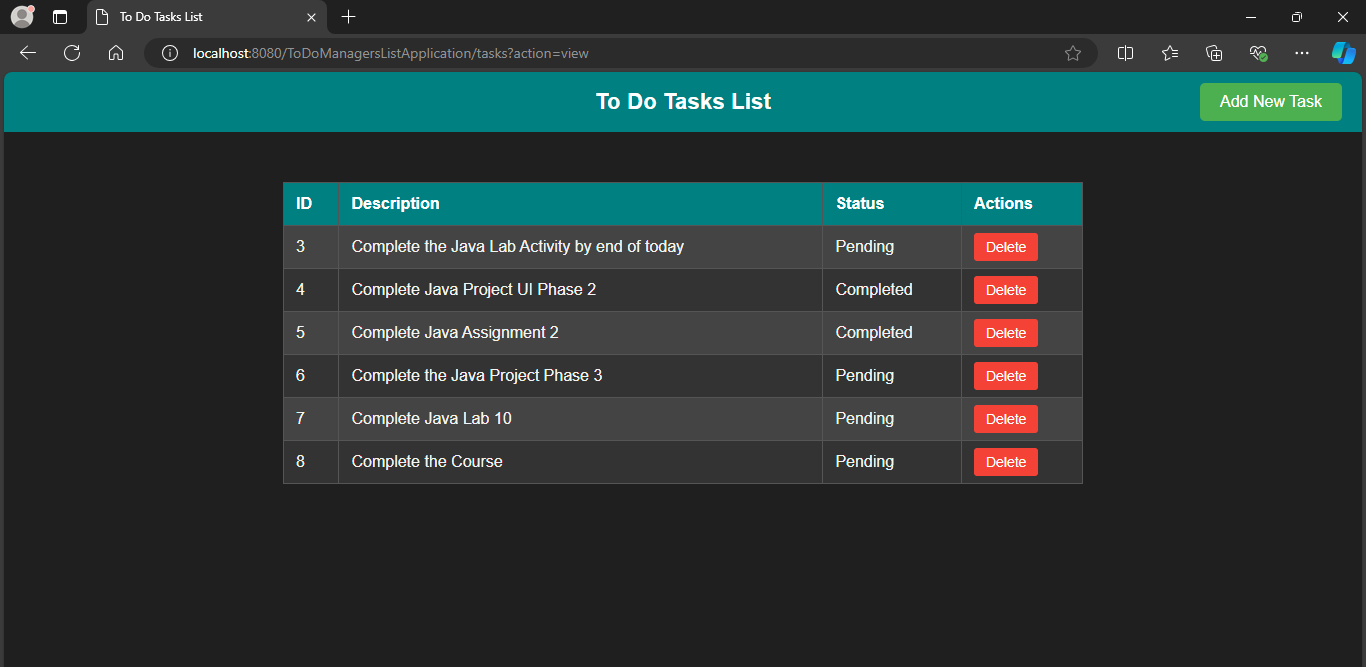 To Do Tasks List
localhost:8080/ToDoManagersListApplication/tasks?action=view
To Do Tasks List
Add New Task
ID Description Status Actions
3 Complete the Java Lab Activity by end of today Pending Delete
4 Complete Java Project UI Phase 2 Completed Delete
5 Complete Java Assignment 2 Completed Delete
6 Complete the Java Project Phase 3 Pending Delete
7 Complete Java Lab 10 Pending Delete
8 Complete the Course Pending Delete